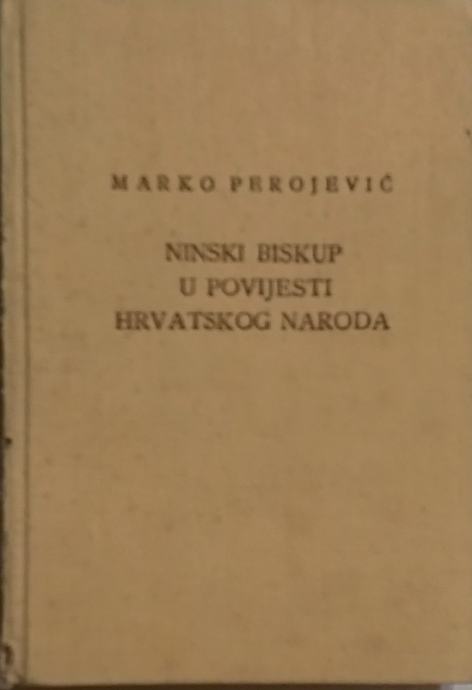 MARKO PEROJEVIĆ
NINSKI BISKUP
U POVIJESTI
HRVATSKOG NARODA